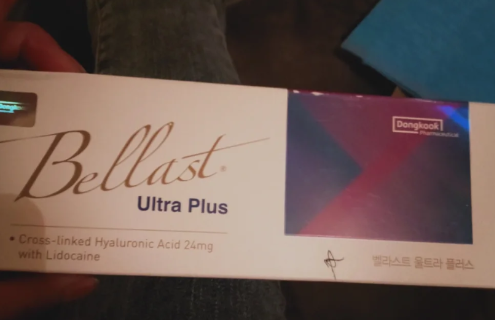 Bellast®
Ultra Plus
• Cross-linked Hyaluronic Acid 24mg
with Lidocaine
Dongkook
Pharmaceutical
벨라스트 울트라 플러스